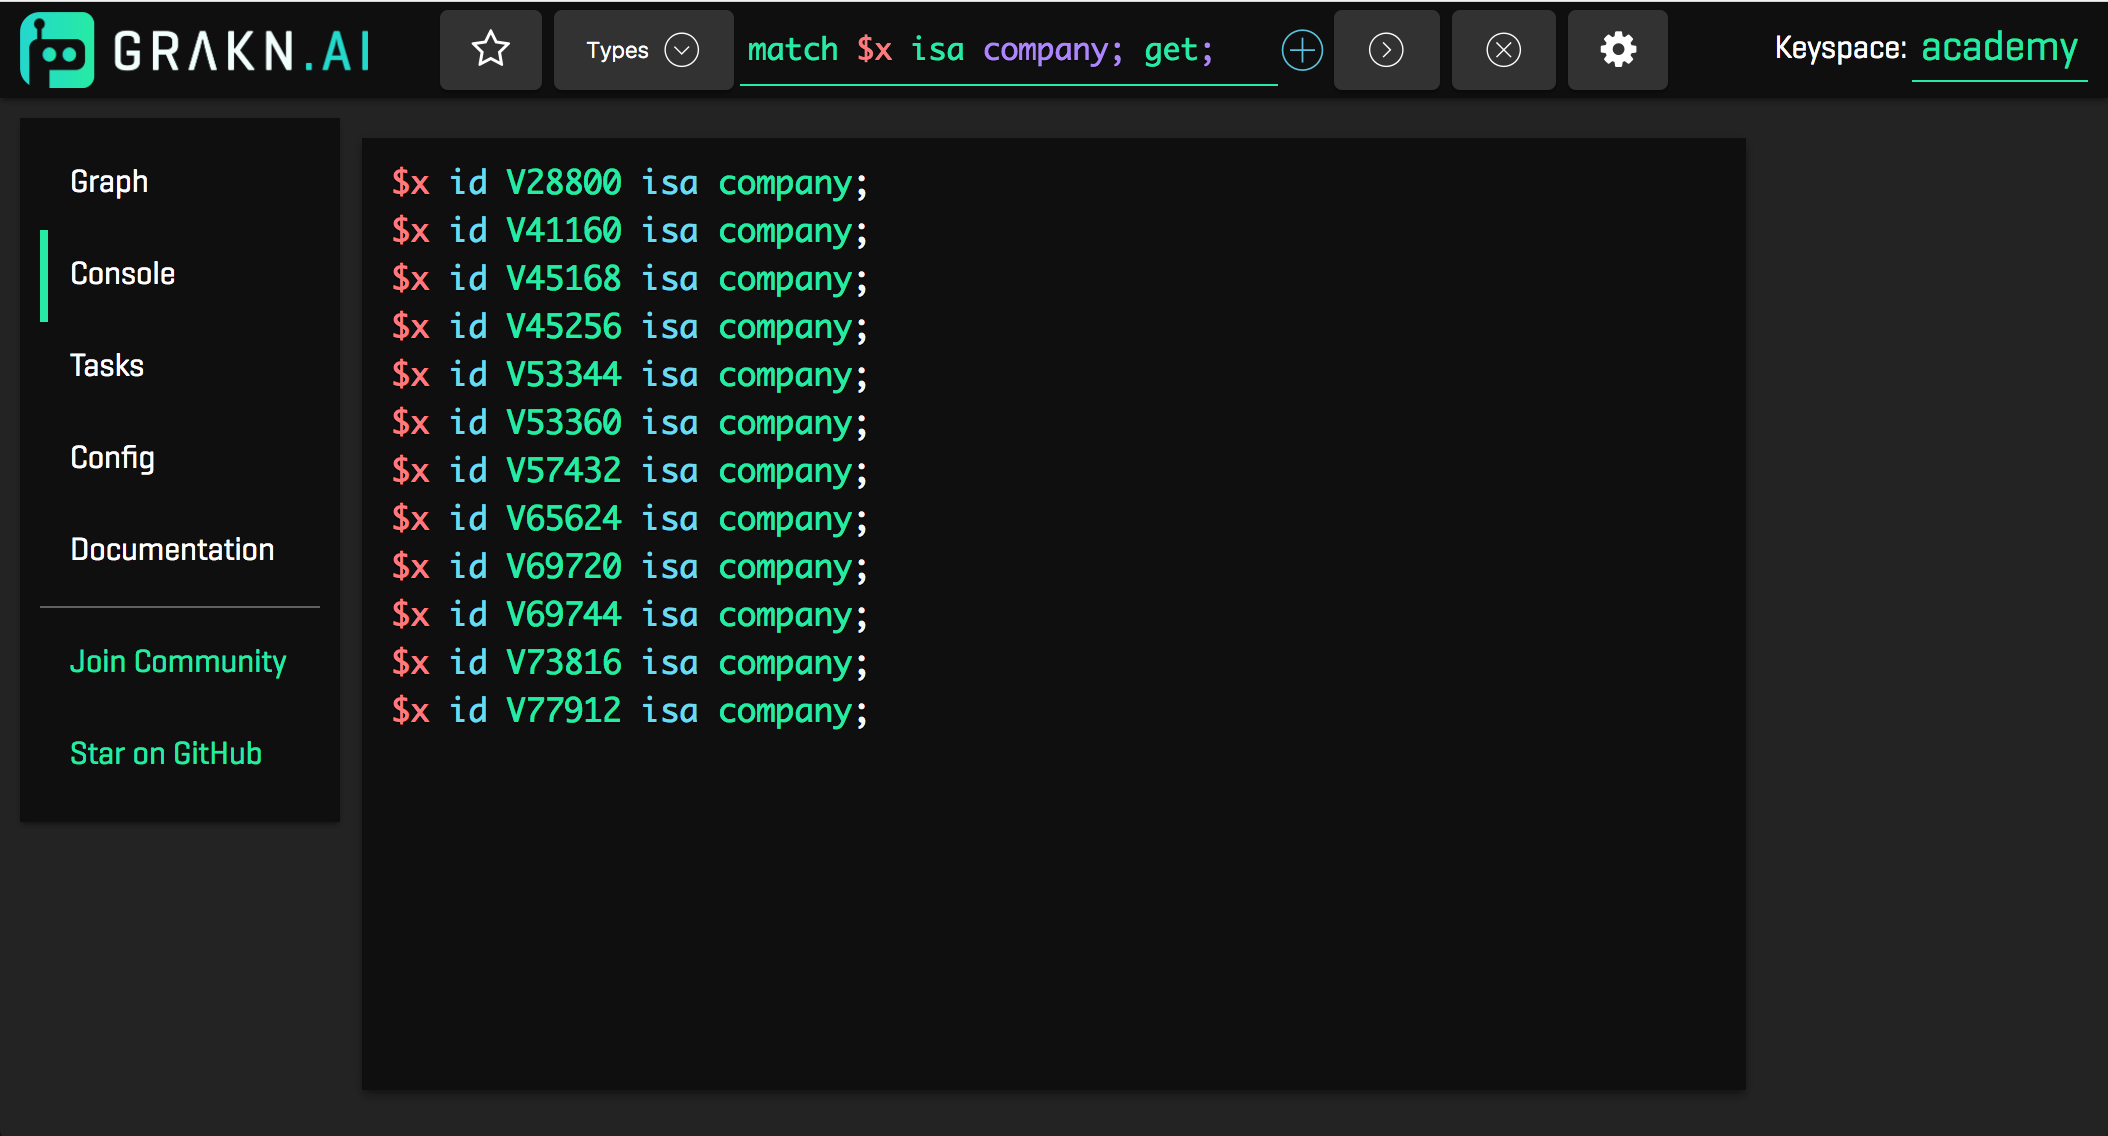 GRAKN.AI
Types
match $x isa company; get;
Keyspace: academy
Graph
Console
Tasks
Config
Documentation
Join Community
Star on GitHub
$x id V28800 isa company;
$x id V41160 isa company;
$x id V45168 isa company;
$x id V45256 isa company;
$x id V53344 isa company;
$x id V53360 isa company;
$x id V57432 isa company;
$x id V65624 isa company;
$x id V69720 isa company;
$x id V69744 isa company;
$x id V73816 isa company;
$x id V77912 isa company;